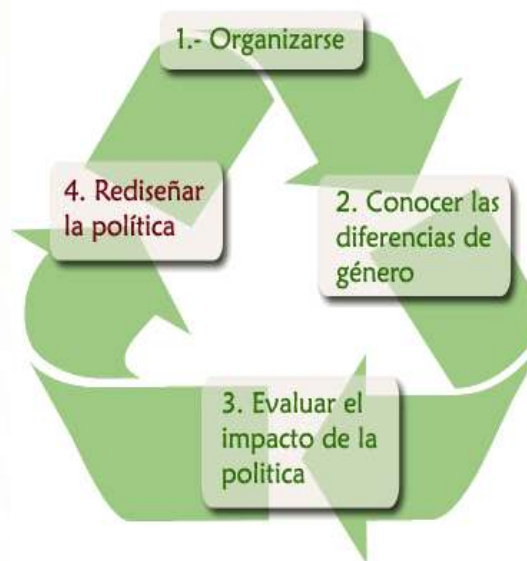 1.- Organizarse
2. Conocer las
diferencias de
género
3. Evaluar el
impacto de la
politica
4. Rediseñar
la política